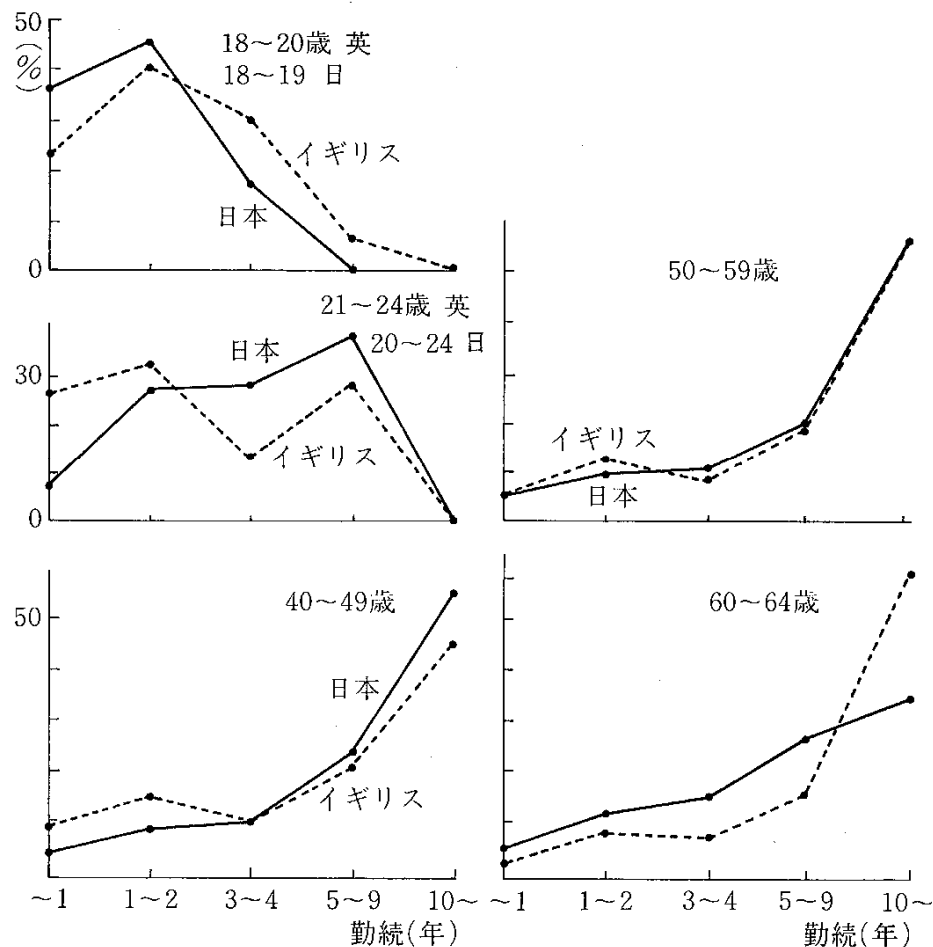 50
(%)
0
18～20歳 英
18～19 日
イギリス
日本
30
0
21～24歳 英
20～24 日
日本
イギリス
50～59歳
イギリス
日本
50
40～49歳
日本
イギリス
～1 1～2 3～4 5～9 10～
勤続(年)
60～64歳
～1 1～2 3～4 5～9 10～
勤続(年)